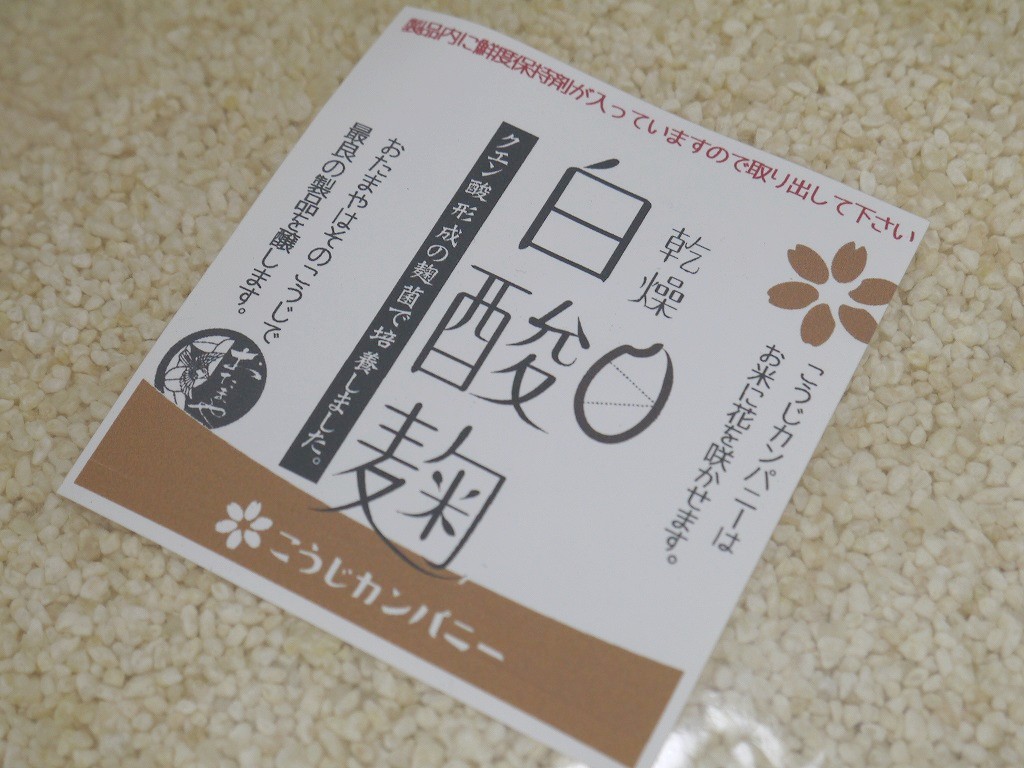 製品内に鮮度保持剤が入っていますので取り出して下さい
こうじカンパニーは
お米に花を咲かせます。
乾燥
白酸麹
クエン酸形成の麹菌で培養しました。
おたまやはそのこうじで
最良の製品を醸します。
おたまや
こうじカンパニー